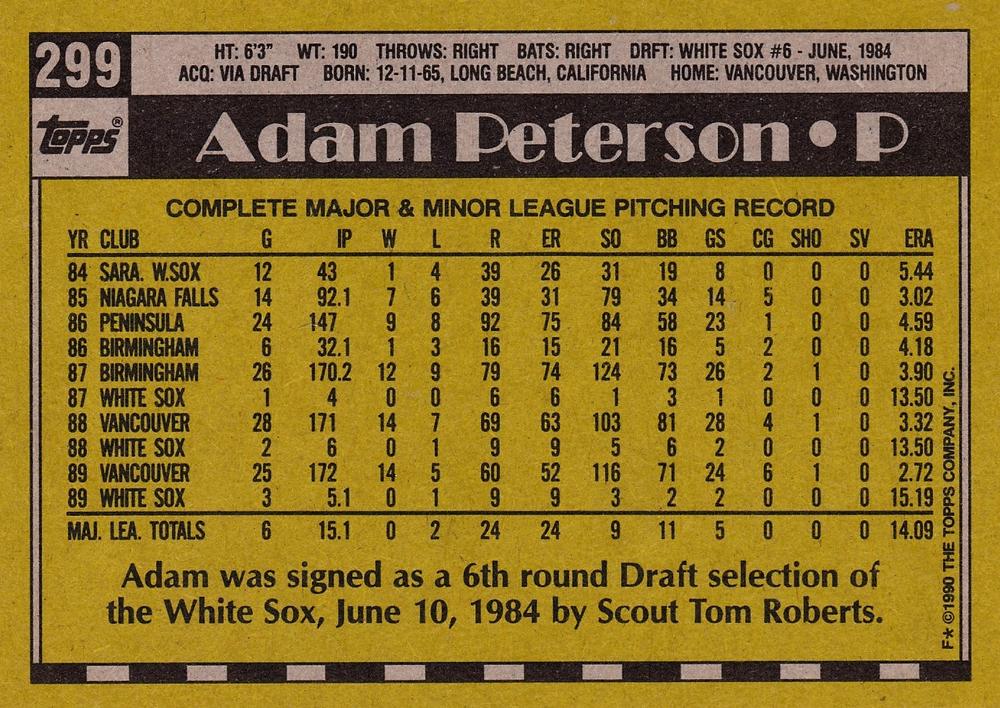 299
HT: 6'3" WT: 190 THROWS: RIGHT BATS: RIGHT DRFT: WHITE SOX #6 - JUNE, 1984
ACQ: VIA DRAFT BORN: 12-11-65, LONG BEACH, CALIFORNIA HOME: VANCOUVER, WASHINGTON
topps®
Adam Peterson • P
COMPLETE MAJOR & MINOR LEAGUE PITCHING RECORD
YR CLUB G IP W L R ER SO BB GS CG SHO SV ERA
84 SARA. W.SOX 12 43 1 4 39 26 31 19 8 0 0 0 5.44
85 NIAGARA FALLS 14 92.1 7 6 39 31 79 34 14 5 0 0 3.02
86 PENINSULA 24 147 9 8 92 75 84 58 23 1 0 0 4.59
86 BIRMINGHAM 6 32.1 1 3 16 15 21 16 5 2 0 0 4.18
87 BIRMINGHAM 26 170.2 12 9 79 74 124 73 26 2 1 0 3.90
87 WHITE SOX 1 4 0 0 6 6 1 3 1 0 0 0 13.50
88 VANCOUVER 28 171 14 7 69 63 103 81 28 4 1 0 3.32
88 WHITE SOX 2 6 0 1 9 9 5 6 2 0 0 0 13.50
89 VANCOUVER 25 172 14 5 60 52 116 71 24 6 1 0 2.72
89 WHITE SOX 3 5.1 0 1 9 9 3 2 2 0 0 0 15.19
MAJ. LEA. TOTALS 6 15.1 0 2 24 24 9 11 5 0 0 0 14.09
Adam was signed as a 6th round Draft selection of
the White Sox, June 10, 1984 by Scout Tom Roberts.
F* ©1990 THE TOPPS COMPANY, INC.